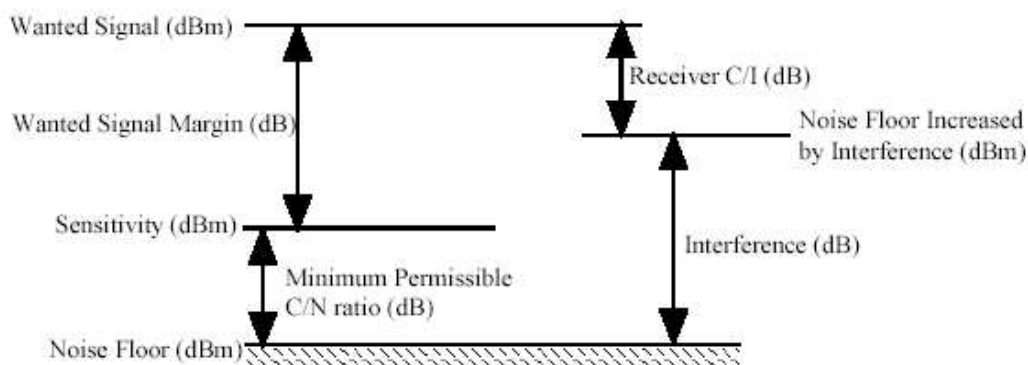 Wanted Signal (dBm)
Receiver C/I (dB)
Wanted Signal Margin (dB)
Noise Floor Increased
by Interference (dBm)
Sensitivity (dBm)
Interference (dB)
Minimum Permissible
C/N ratio (dB)
Noise Floor (dBm)